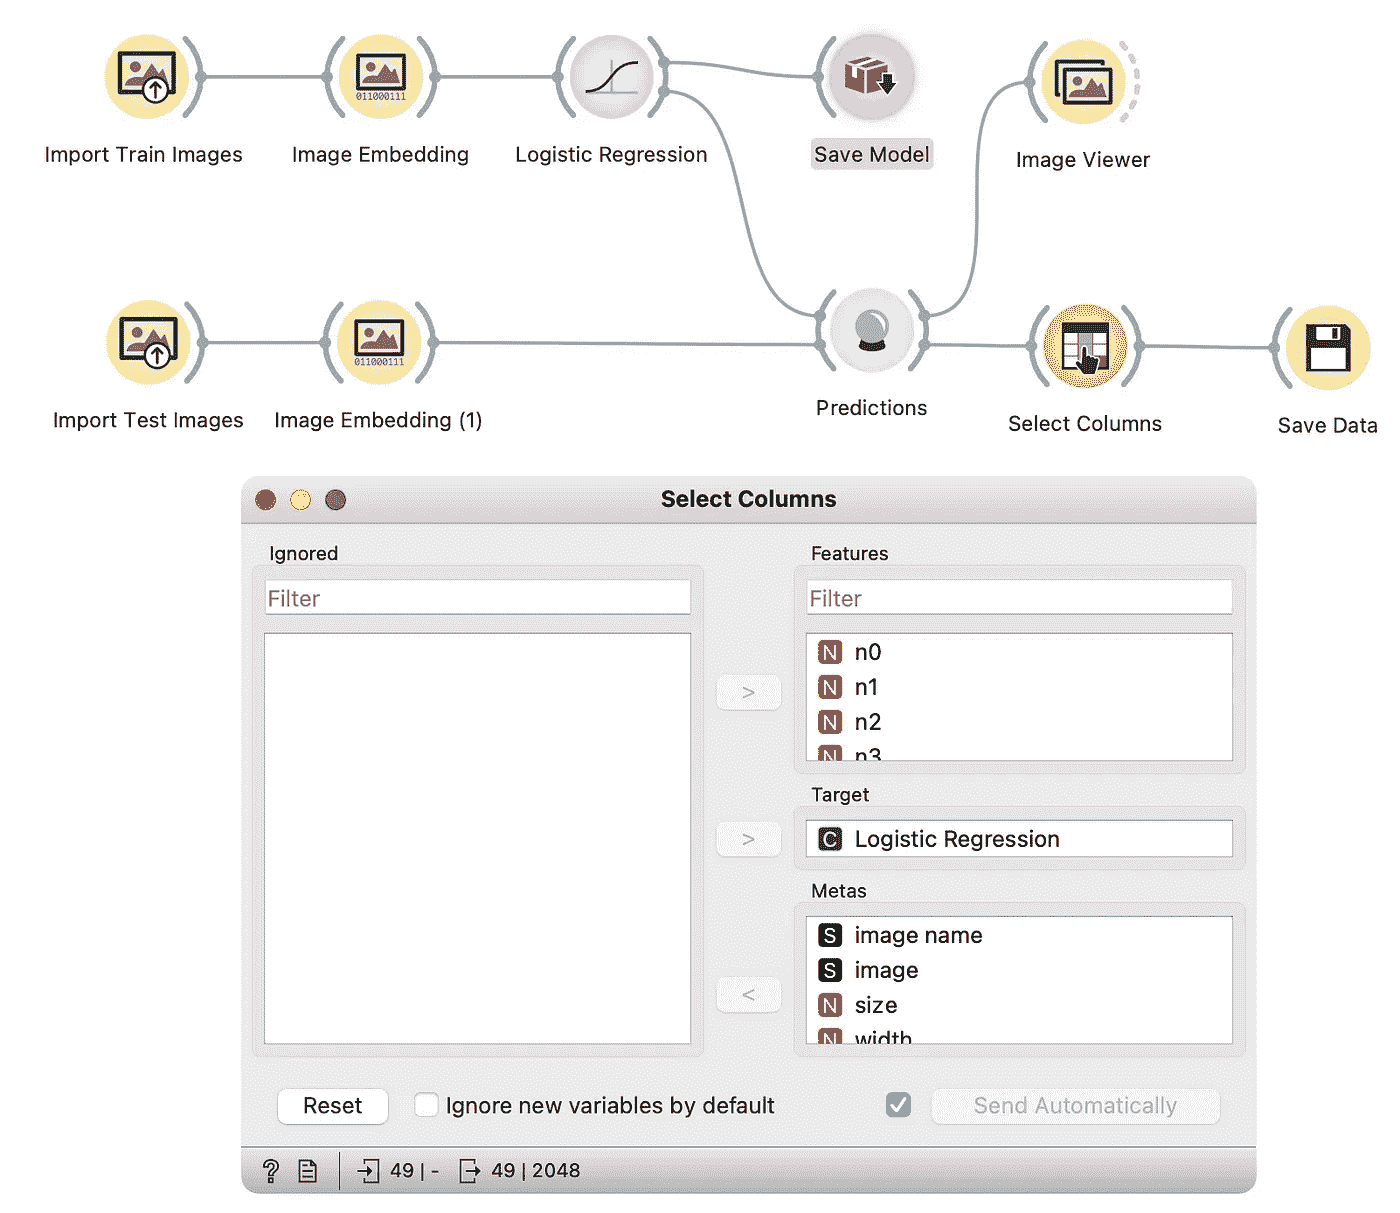 011000111
Import Train Images
Image Embedding
Logistic Regression
Save Model
Image Viewer
011000111
Import Test Images
Image Embedding (1)
Predictions
Select Columns
Save Data
Select Columns
Ignored
Features
Filter
Filter
N n0
N n1
N n2
N n3
>
Target
>
C Logistic Regression
Metas
S image name
S image
N size
N width
<
Reset
Ignore new variables by default
Send Automatically
? 49 | - 49 | 2048